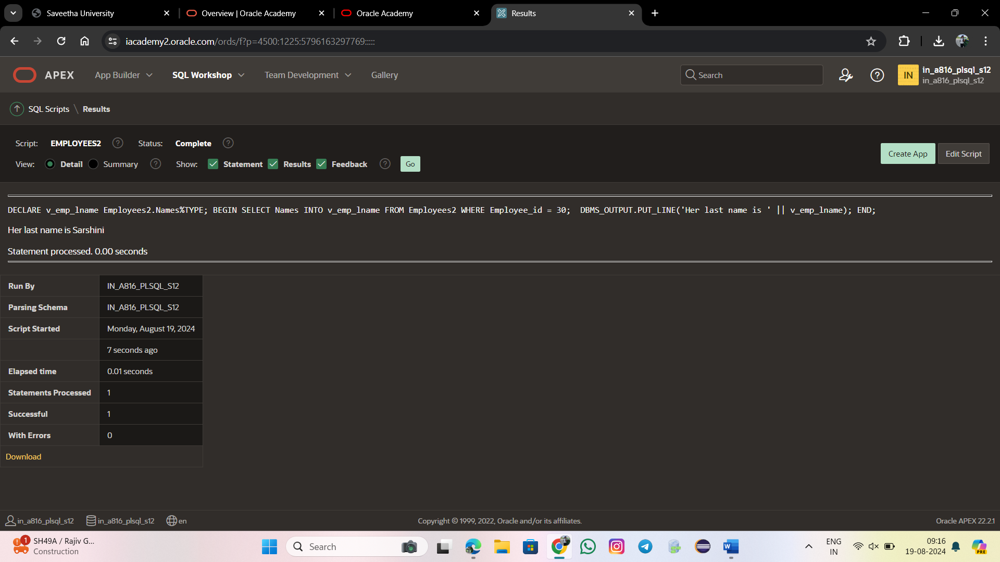 Saveetha University
Overview | Oracle Academy
Oracle Academy
Results
iacademy2.oracle.com/ords/f?p=4500:1225:5796163297769:::::
APEX
App Builder
SQL Workshop
Team Development
Gallery
Search
IN
in_a816_plsql_s12
in_a816_plsql_s12
SQL Scripts \ Results
Script: EMPLOYEES2 Status: Complete
View: Detail Summary Show: Statement Results Feedback Go
Create App
Edit Script
DECLARE v_emp_lname Employees2.Names%TYPE; BEGIN SELECT Names INTO v_emp_lname FROM Employees2 WHERE Employee_id = 30;  DBMS_OUTPUT.PUT_LINE('Her last name is ' || v_emp_lname); END;
Her last name is Sarshini
Statement processed. 0.00 seconds
Run By IN_A816_PLSQL_S12
Parsing Schema IN_A816_PLSQL_S12
Script Started Monday, August 19, 2024
7 seconds ago
Elapsed time 0.01 seconds
Statements Processed 1
Successful 1
With Errors 0
Download
in_a816_plsql_s12 in_a816_plsql_s12 en
Copyright © 1999, 2022, Oracle and/or its affiliates.
Oracle APEX 22.2.1
1
SH49A / Rajiv G...
Construction
Search
W
ENG
IN
09:16
19-08-2024
PRE